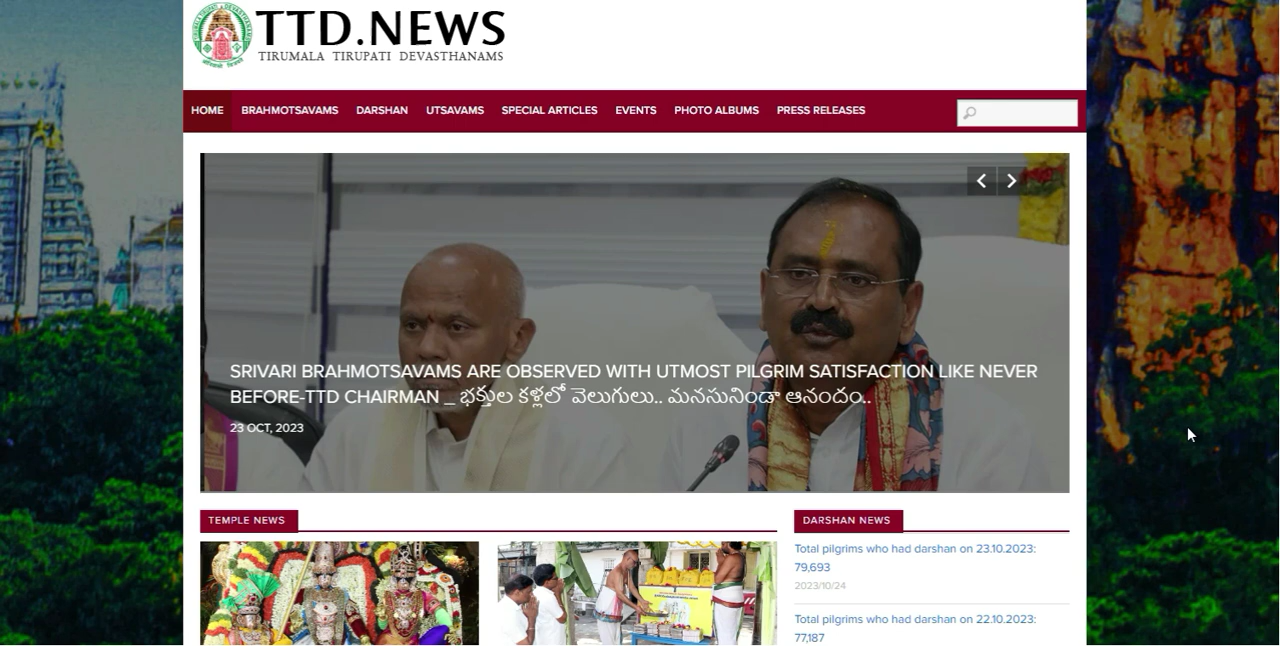 TTD.NEWS
TIRUMALA TIRUPATI DEVASTHANAMS
HOME BRAHMOTSAVAMS DARSHAN UTSAVAMS SPECIAL ARTICLES EVENTS PHOTO ALBUMS PRESS RELEASES
SRIVARI BRAHMOTSAVAMS ARE OBSERVED WITH UTMOST PILGRIM SATISFACTION LIKE NEVER
BEFORE-TTD CHAIRMAN _ భక్తుల కళ్లలో వెలుగులు.. మనసునిండా ఆనందం..
23 OCT, 2023
TEMPLE NEWS
DARSHAN NEWS
Total pilgrims who had darshan on 23.10.2023:
79,693
2023/10/24
Total pilgrims who had darshan on 22.10.2023:
77,187